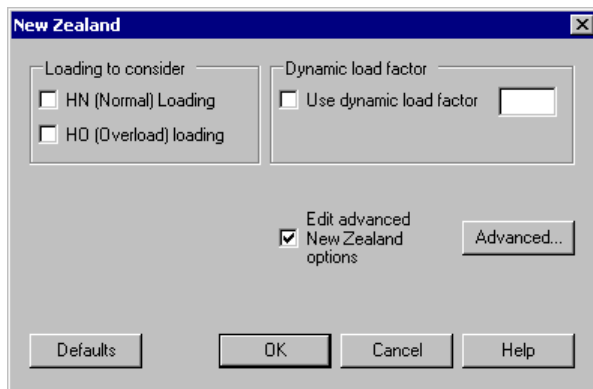 New Zealand
Loading to consider
HN (Normal) Loading
HO (Overload) loading
Dynamic load factor
Use dynamic load factor
Edit advanced
New Zealand
options
Advanced...
Defaults
OK
Cancel
Help